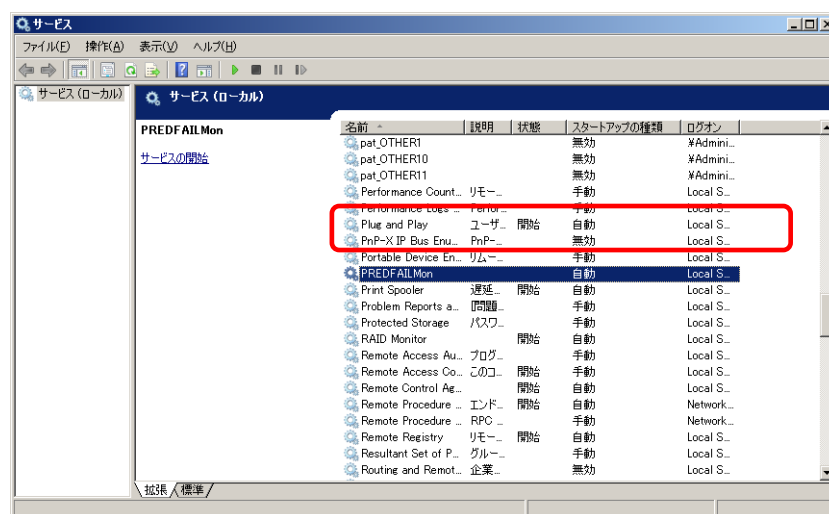 サービス
ファイル(F) 操作(A) 表示(V) ヘルプ(H)
サービス (ローカル)
サービス (ローカル)
PREDFAILMon
サービスの開始
名前 説明 状態 スタートアップの種類 ログオン
pat_OTHER1 無効 ¥Admini...
pat_OTHER10 無効 ¥Admini...
pat_OTHER11 無効 ¥Admini...
Performance Count... リモー... 手動 Local S...
Performance Logs ... Perfor... 手動 Local S...
Plug and Play ユーザ... 開始 自動 Local S...
PnP-X IP Bus Enu... PnP-... 無効 Local S...
Portable Device En... リムー... 手動 Local S...
PREDFAILMon 自動 Local S...
Print Spooler 遅延... 開始 自動 Local S...
Problem Reports a... [問題... 手動 Local S...
Protected Storage パスワ... 手動 Local S...
RAID Monitor 開始 自動 Local S...
Remote Access Au... プログ... 手動 Local S...
Remote Access Co... このコ... 開始 手動 Local S...
Remote Control Ag... 開始 自動 Local S...
Remote Procedure ... エンド... 開始 自動 Network...
Remote Procedure ... RPC ... 手動 Network...
Remote Registry リモー... 開始 自動 Local S...
Resultant Set of P... グルー... 手動 Local S...
Routing and Remot... 企業... 無効 Local S...
拡張 標準